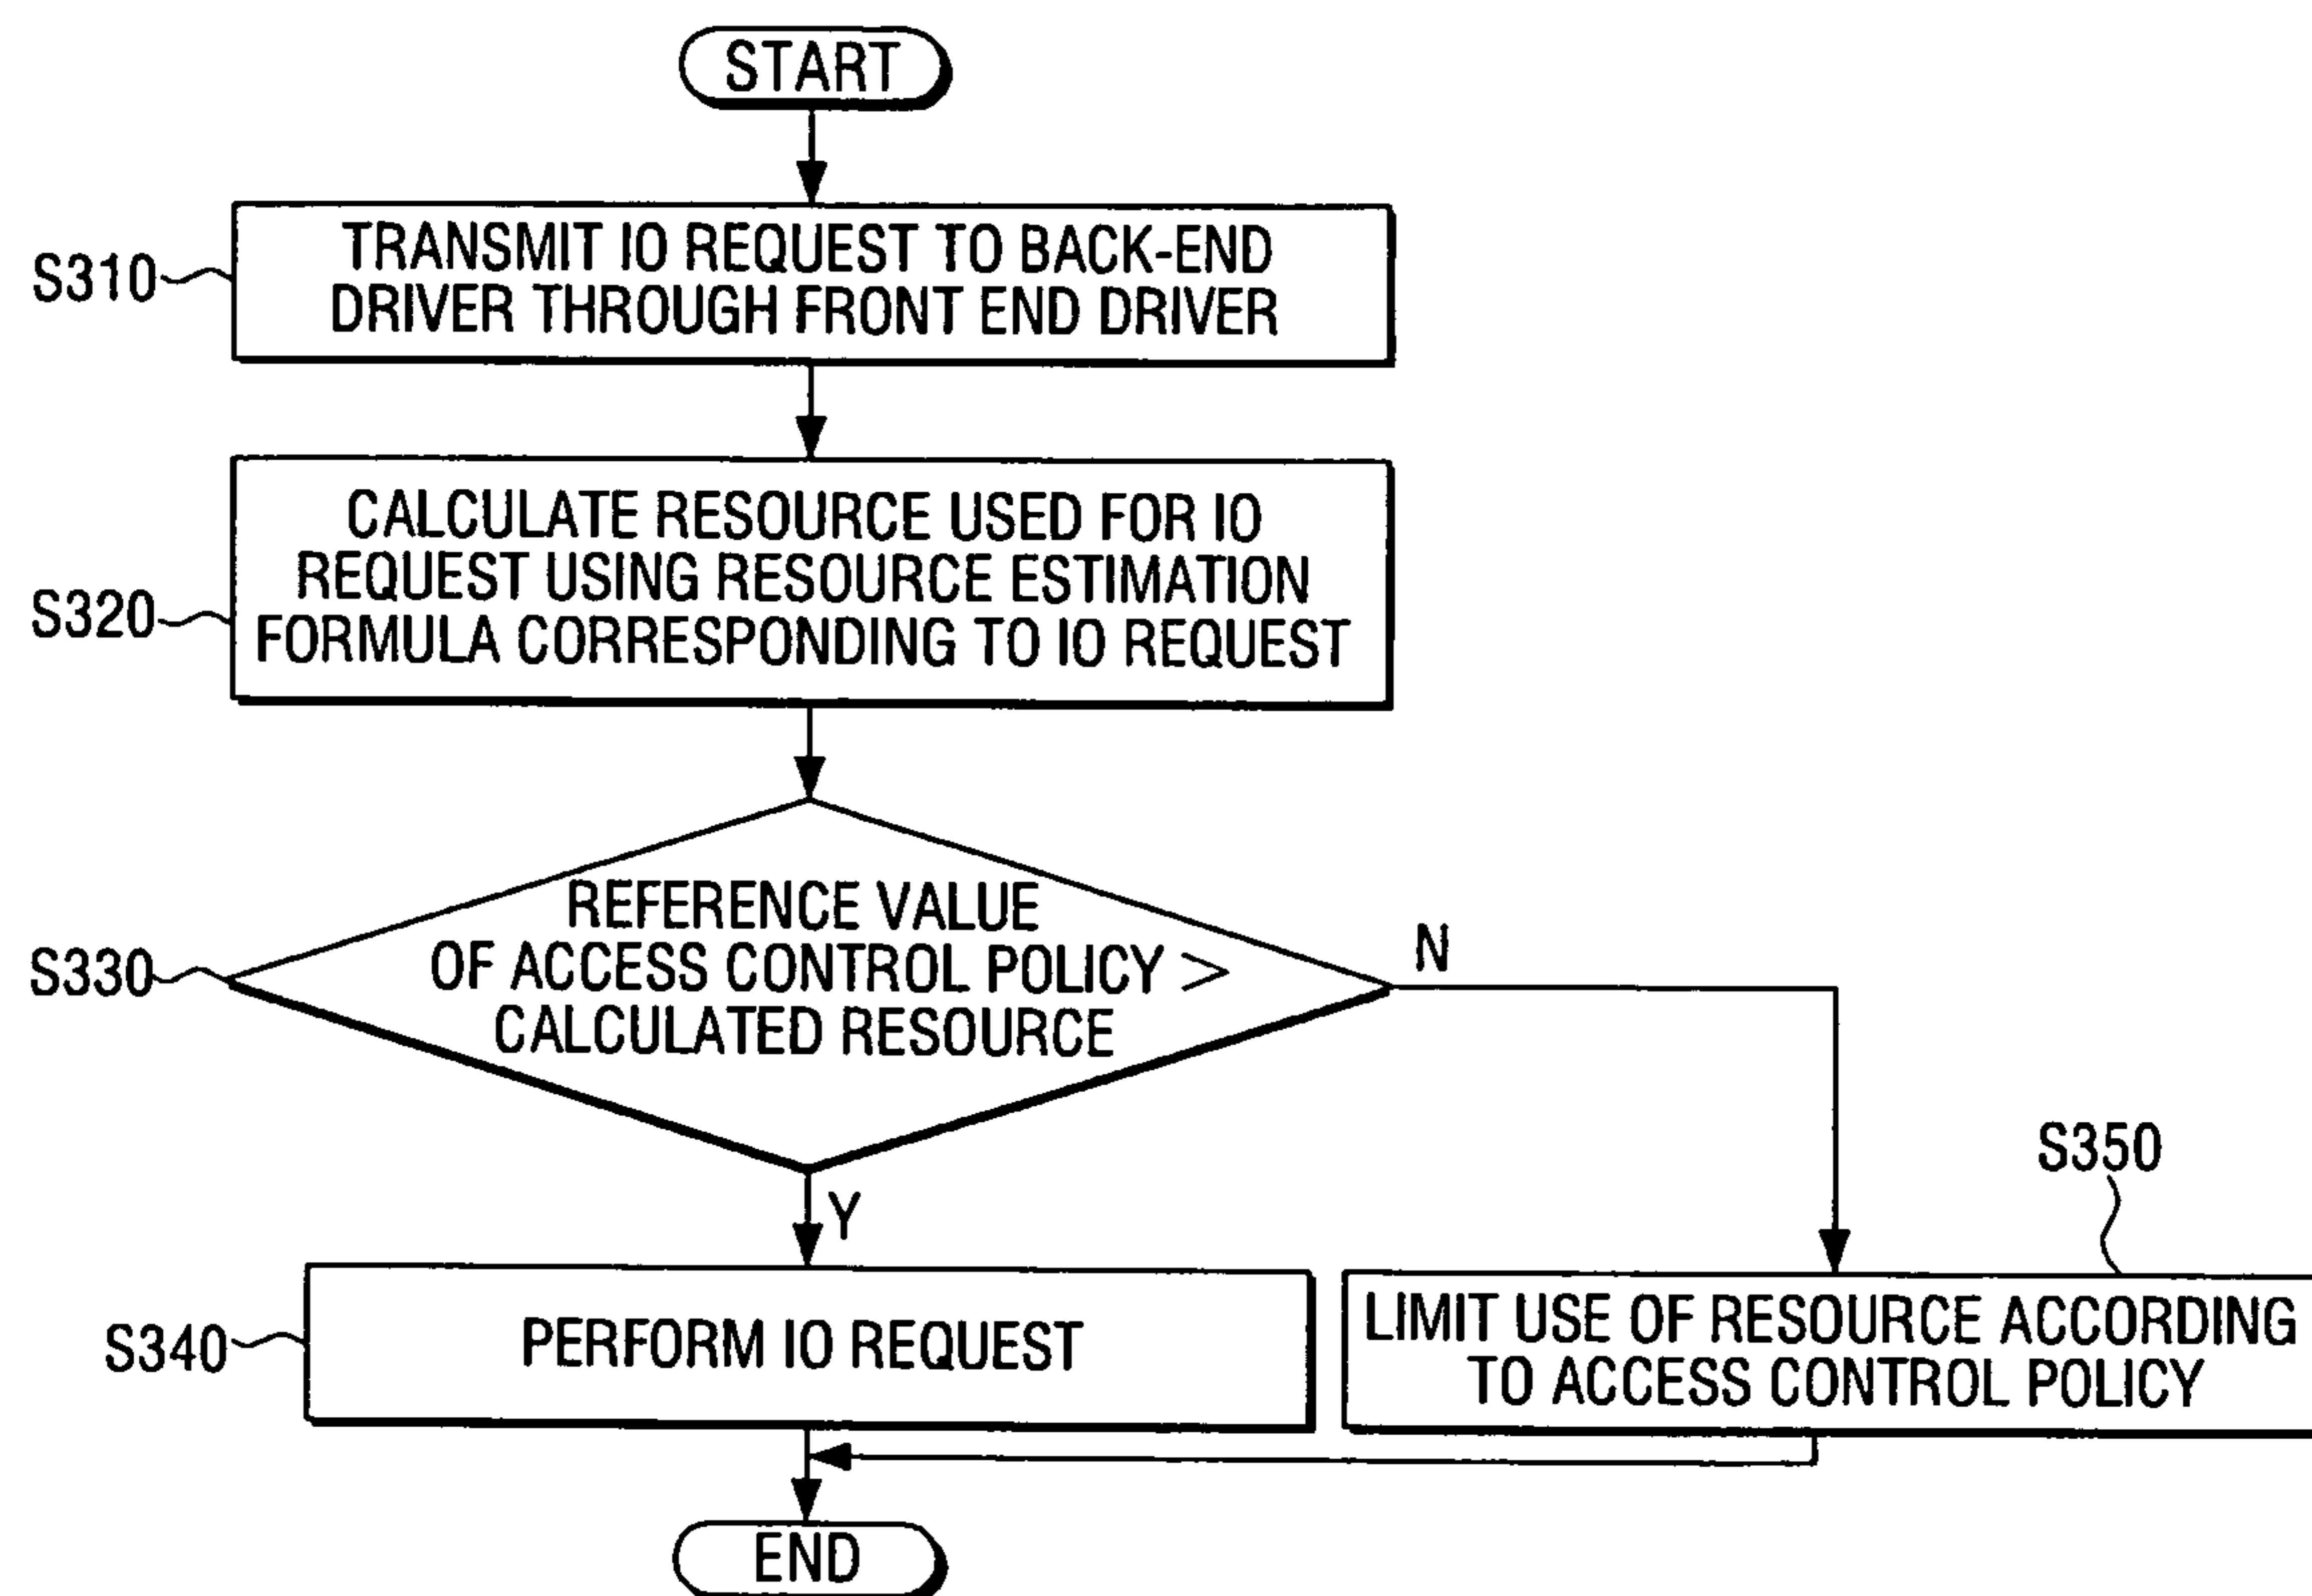 START
S310
TRANSMIT IO REQUEST TO BACK-END
DRIVER THROUGH FRONT END DRIVER
S320
CALCULATE RESOURCE USED FOR IO
REQUEST USING RESOURCE ESTIMATION
FORMULA CORRESPONDING TO IO REQUEST
S330
REFERENCE VALUE
OF ACCESS CONTROL POLICY >
CALCULATED RESOURCE
N
Y
S340
PERFORM IO REQUEST
S350
LIMIT USE OF RESOURCE ACCORDING
TO ACCESS CONTROL POLICY
END